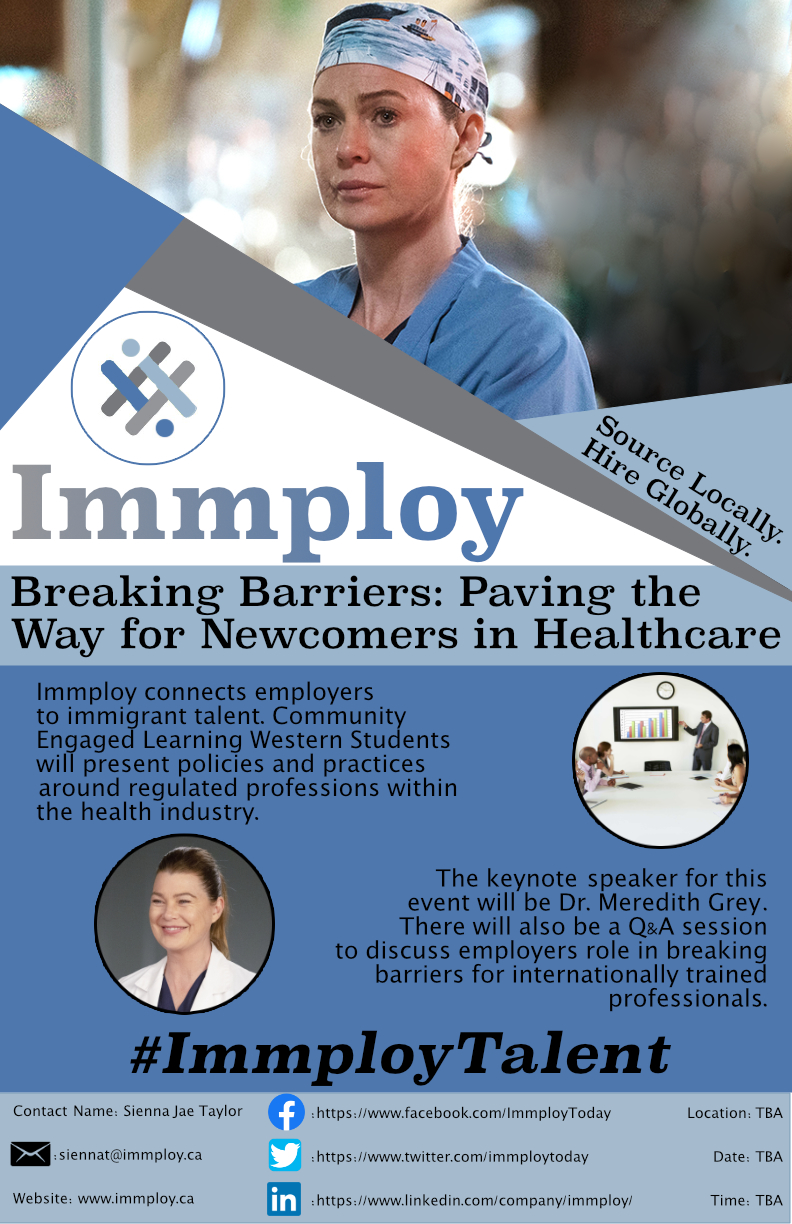 Source Locally.
Hire Globally.
Immploy
Breaking Barriers: Paving the
Way for Newcomers in Healthcare
Immploy connects employers
to immigrant talent. Community
Engaged Learning Western Students
will present policies and practices
around regulated professions within
the health industry.
The keynote speaker for this
event will be Dr. Meredith Grey.
There will also be a Q&A session
to discuss employers role in breaking
barriers for internationally trained
professionals.
#ImmployTalent
Contact Name: Sienna Jae Taylor
:siennat@immploy.ca
Website: www.immploy.ca
:https://www.facebook.com/ImmployToday
:https://www.twitter.com/immploytoday
:https://www.linkedin.com/company/immploy/
Location: TBA
Date: TBA
Time: TBA